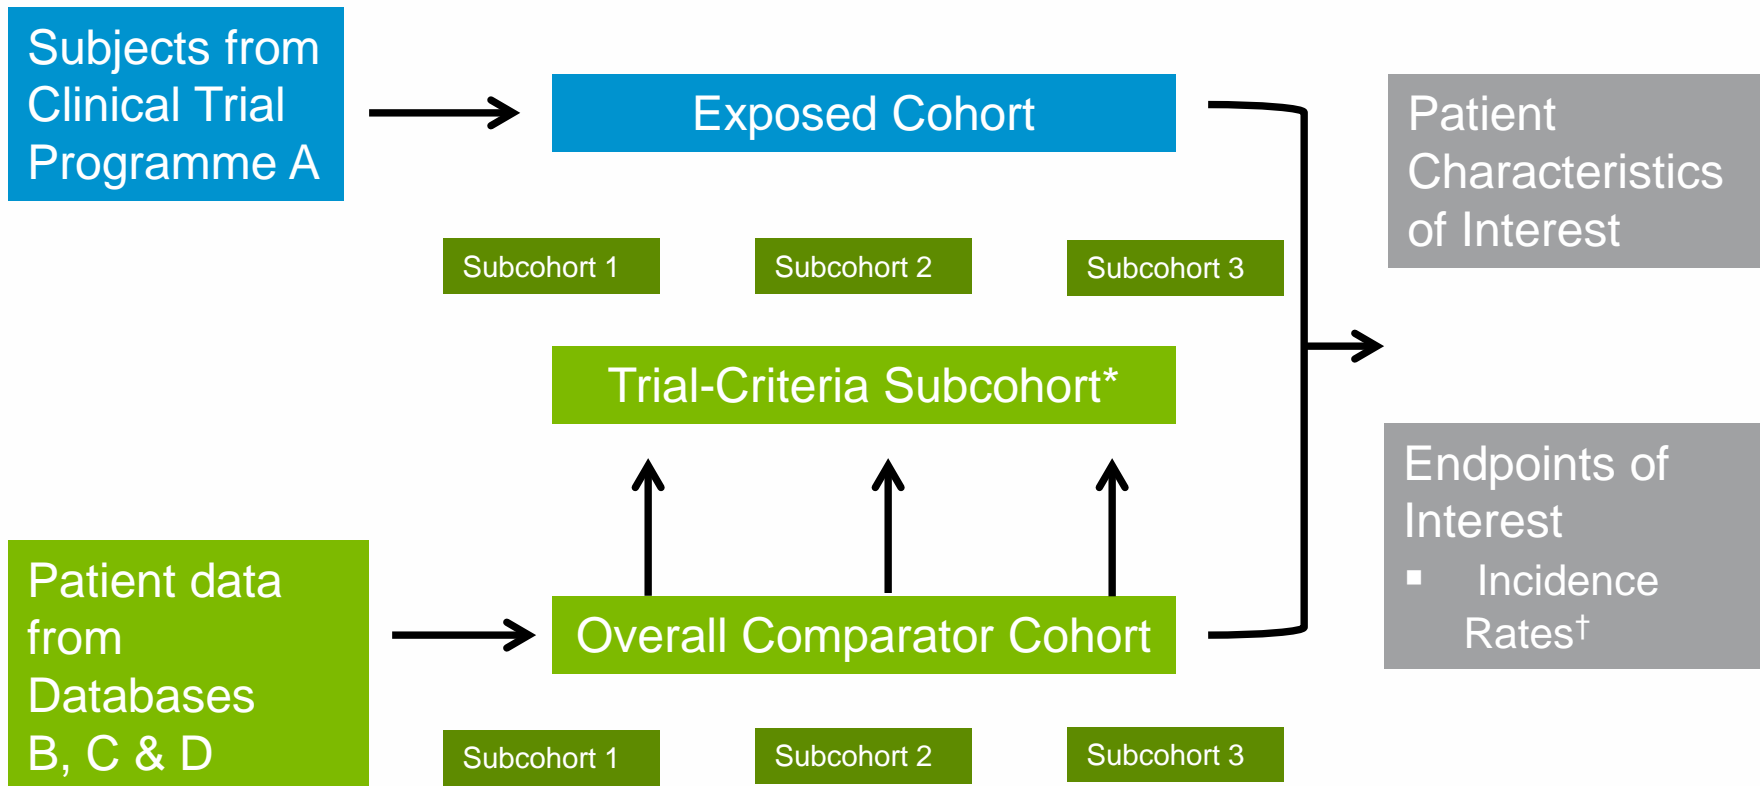 Subjects from
Clinical Trial
Programme A
Exposed Cohort
Patient
Characteristics
of Interest
Subcohort 1
Subcohort 2
Subcohort 3
Trial-Criteria Subcohort*
Endpoints of
Interest
▪ Incidence
Rates†
Patient data
from
Databases
B, C & D
Overall Comparator Cohort
Subcohort 1
Subcohort 2
Subcohort 3